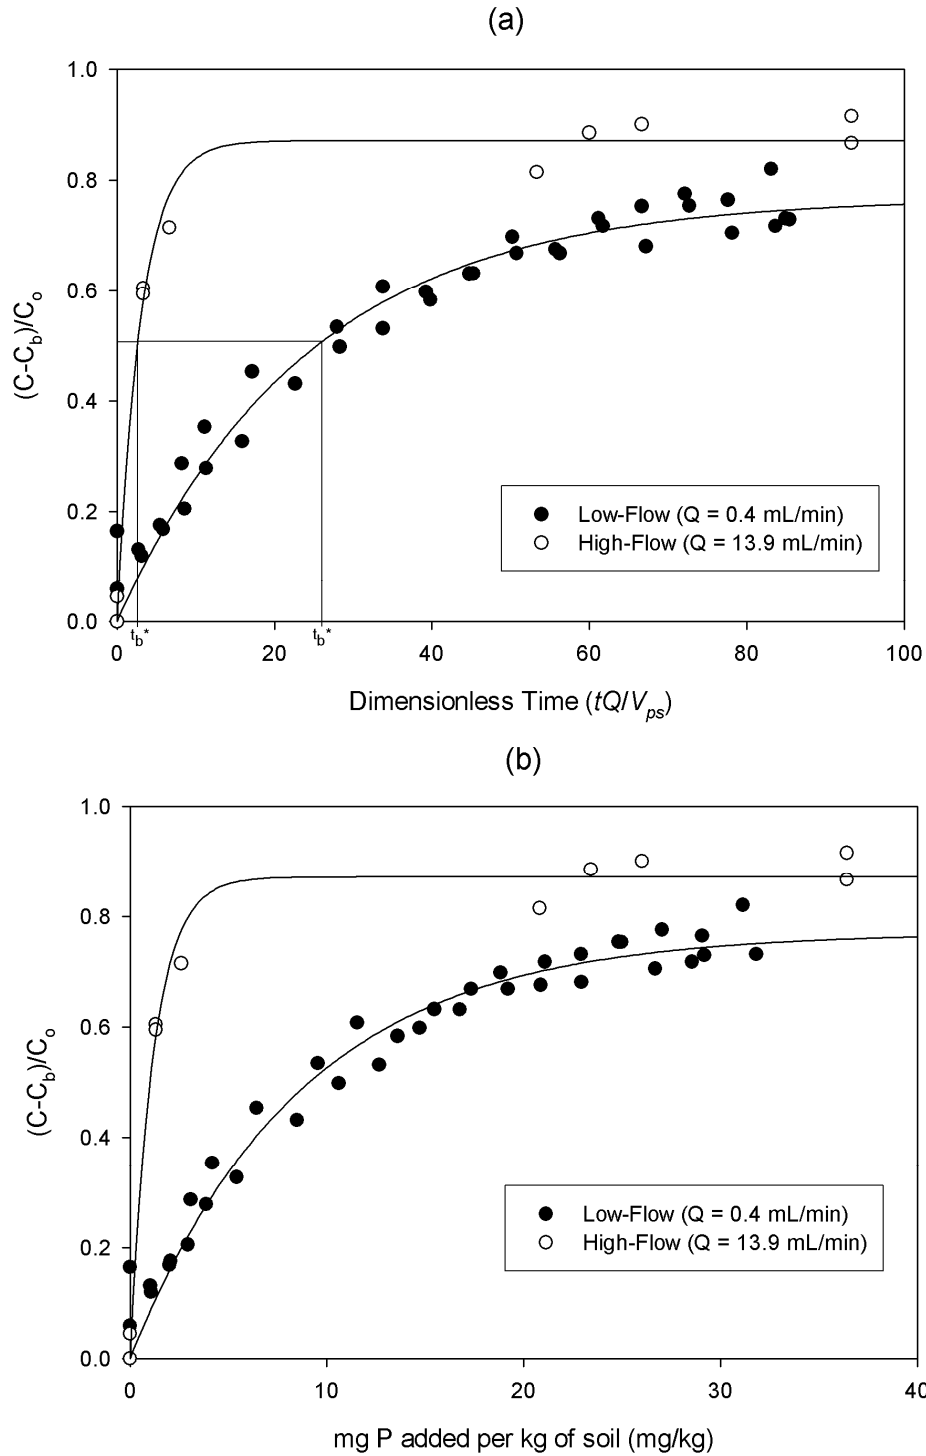 (a)
1.0
0.8
0.6
0.4
0.2
0.0
(C-C_b)/C_o
Low-Flow (Q = 0.4 mL/min)
High-Flow (Q = 13.9 mL/min)
t_b* t_b*
0 20 40 60 80 100
Dimensionless Time (tQ/V_ps)
(b)
1.0
0.8
0.6
0.4
0.2
0.0
(C-C_b)/C_o
Low-Flow (Q = 0.4 mL/min)
High-Flow (Q = 13.9 mL/min)
0 10 20 30 40
mg P added per kg of soil (mg/kg)